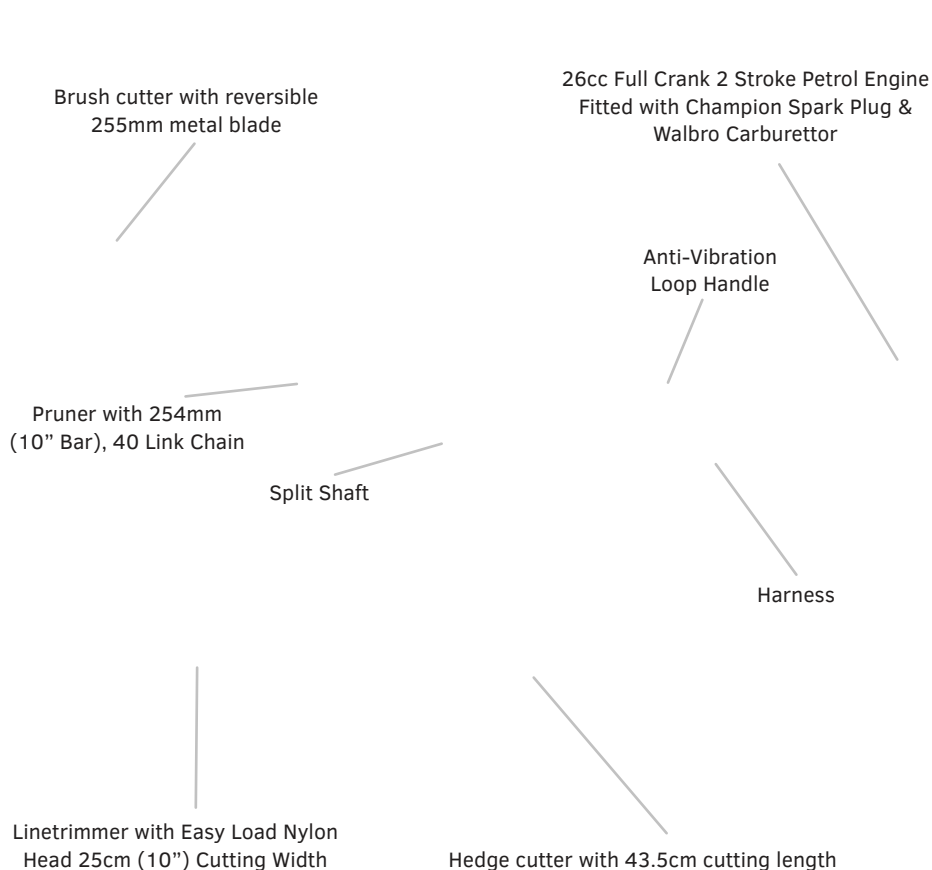 Brush cutter with reversible
255mm metal blade
26cc Full Crank 2 Stroke Petrol Engine
Fitted with Champion Spark Plug &
Walbro Carburettor
Anti-Vibration
Loop Handle
Pruner with 254mm
(10” Bar), 40 Link Chain
Split Shaft
Harness
Linetrimmer with Easy Load Nylon
Head 25cm (10”) Cutting Width
Hedge cutter with 43.5cm cutting length